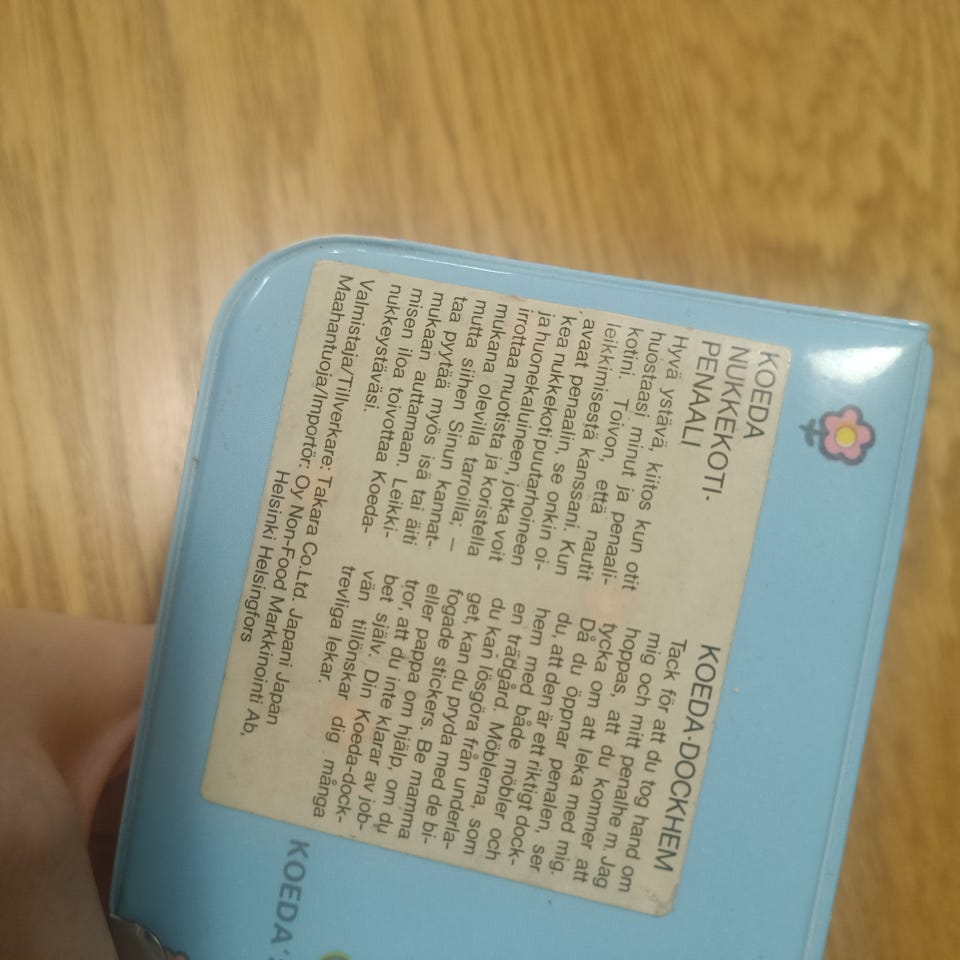 KOEDA
NUKKEKOTI-
PENAALI
Hyvä ystävä, kiitos kun otit
huostaasi minut ja penaali-
kotini. Toivon, että nautit
leikkimisestä kanssani. Kun
avaat penaalin, se onkin oi-
kea nukkekoti puutarhoineen
ja huonekaluineen, jotka voit
irrottaa muotista ja koristella
mukana olevilla tarroilla; –
mutta siihen Sinun kannat-
taa pyytää myös isä tai äiti
mukaan auttamaan. Leikki-
misen iloa toivottaa Koeda-
nukkeystäväsi.
KOEDA-DOCKHEM
Tack för att du tog hand om
mig och mitt penalhem. Jag
hoppas, att du kommer att
tycka om att leka med mig.
Då du öppnar penalen, ser
du, att den är ett riktigt dock-
hem med både möbler och
en trädgård. Möblerna, som
du kan lösgöra från underla-
get, kan du pryda med de bi-
fogade stickers. Be mamma
eller pappa om hjälp, om du
tror, att du inte klarar av job-
bet själv. Din Koeda-dock-
vän tillönskar dig många
trevliga lekar.
Valmistaja/Tillverkare: Takara Co.Ltd. Japani Japan
Maahantuoja/Importör: Oy Non-Food Markkinointi Ab,
Helsinki Helsingfors
KOEDA'